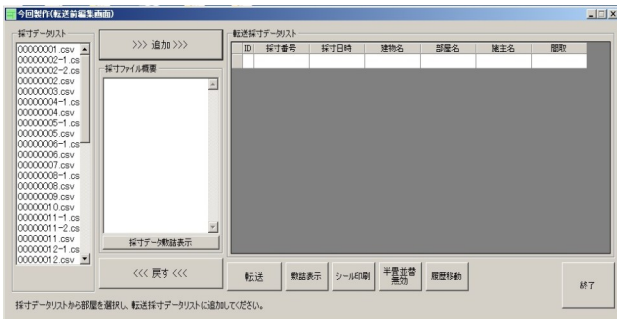 今回製作(転送前編集画面)
採寸データリスト
00000001.csv
00000002-1.cs
00000002-2.cs
00000002.csv
00000003.csv
00000004-1.cs
00000004.csv
00000005-1.cs
00000005.csv
00000006-1.cs
00000006.csv
00000007.csv
00000008-1.cs
00000008.csv
00000009.csv
00000010.csv
00000011-1.cs
00000011-2.cs
00000011.csv
00000012-1.cs
00000012.csv
>>> 追加 >>>
採寸ファイル概要
採寸データ敷詰表示
<<< 戻す <<<
転送採寸データリスト
ID 採寸番号 採寸日時 建物名 部屋名 施主名 間取
転送
敷詰表示
シール印刷
半畳並替
無効
履歴移動
終了
採寸データリストから部屋を選択し、転送採寸データリストに追加してください。